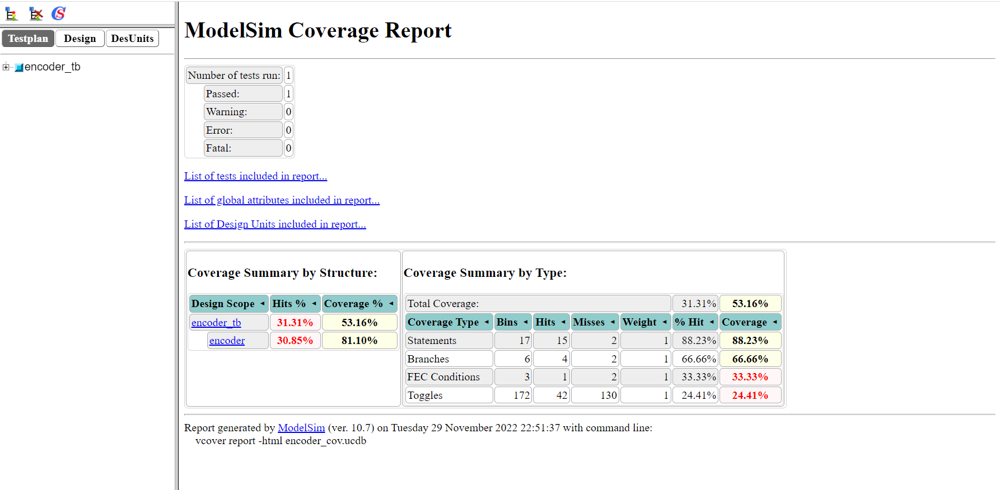 Testplan Design DesUnits
encoder_tb
ModelSim Coverage Report
Number of tests run: 1
Passed: 1
Warning: 0
Error: 0
Fatal: 0
List of tests included in report...
List of global attributes included in report...
List of Design Units included in report...
Coverage Summary by Structure:
Design Scope ◄ Hits % ◄ Coverage % ◄
encoder_tb 31.31% 53.16%
encoder 30.85% 81.10%
Coverage Summary by Type:
Total Coverage: 31.31% 53.16%
Coverage Type ◄ Bins ◄ Hits ◄ Misses ◄ Weight ◄ % Hit ◄ Coverage ◄
Statements 17 15 2 1 88.23% 88.23%
Branches 6 4 2 1 66.66% 66.66%
FEC Conditions 3 1 2 1 33.33% 33.33%
Toggles 172 42 130 1 24.41% 24.41%
Report generated by ModelSim (ver. 10.7) on Tuesday 29 November 2022 22:51:37 with command line:
vcover report -html encoder_cov.ucdb